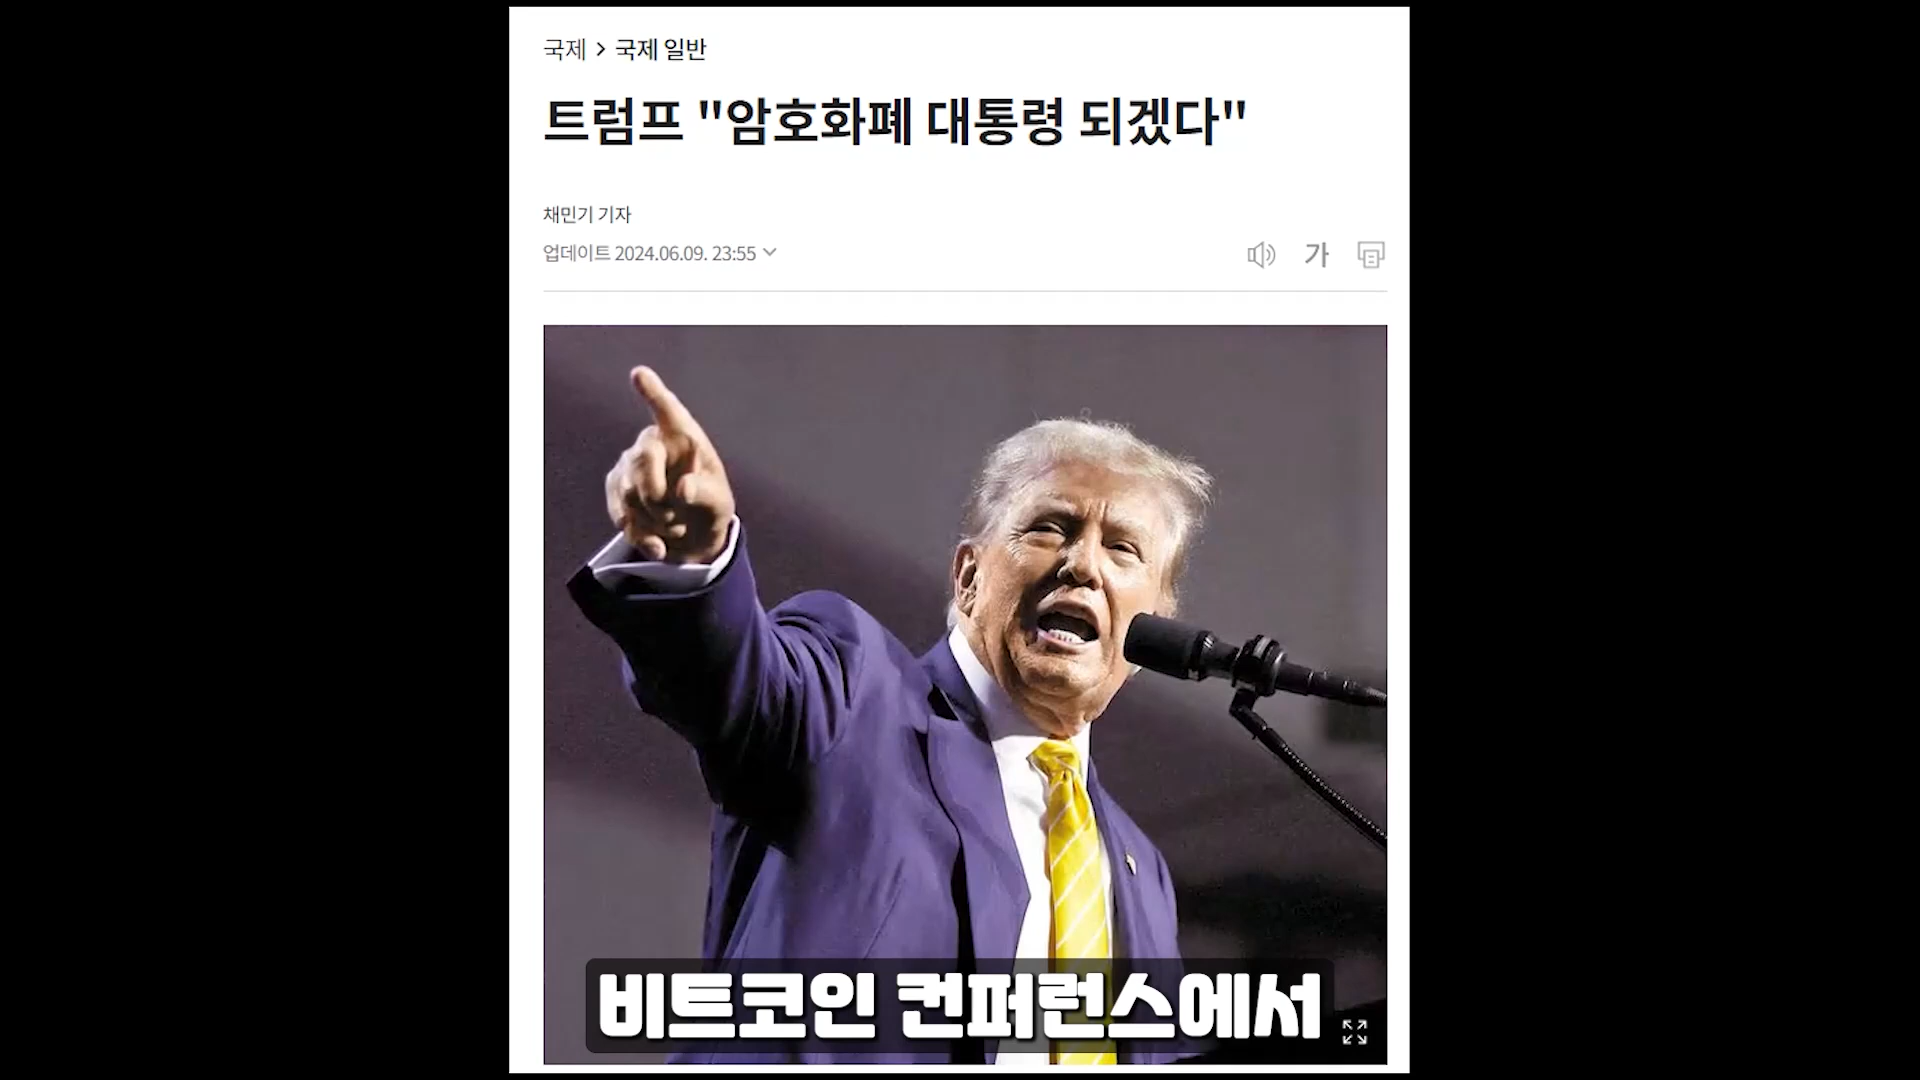 국제 > 국제 일반
트럼프 "암호화폐 대통령 되겠다"
채민기 기자
업데이트 2024.06.09. 23:55
가
비트코인 컨퍼런스에서